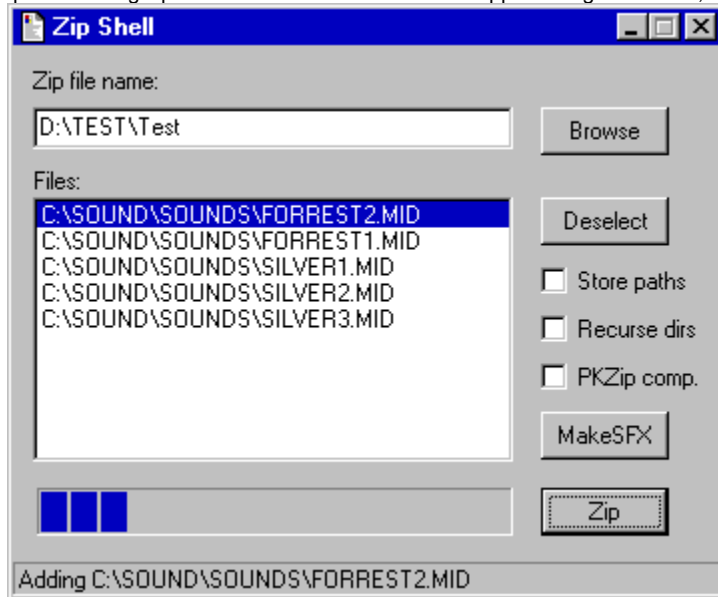 Zip Shell
Zip file name:
D:\TEST\Test
Browse
Files:
C:\SOUND\SOUNDS\FORREST2.MID
C:\SOUND\SOUNDS\FORREST1.MID
C:\SOUND\SOUNDS\SILVER1.MID
C:\SOUND\SOUNDS\SILVER2.MID
C:\SOUND\SOUNDS\SILVER3.MID
Deselect
Store paths
Recurse dirs
PKZip comp.
MakeSFX
Zip
Adding C:\SOUND\SOUNDS\FORREST2.MID